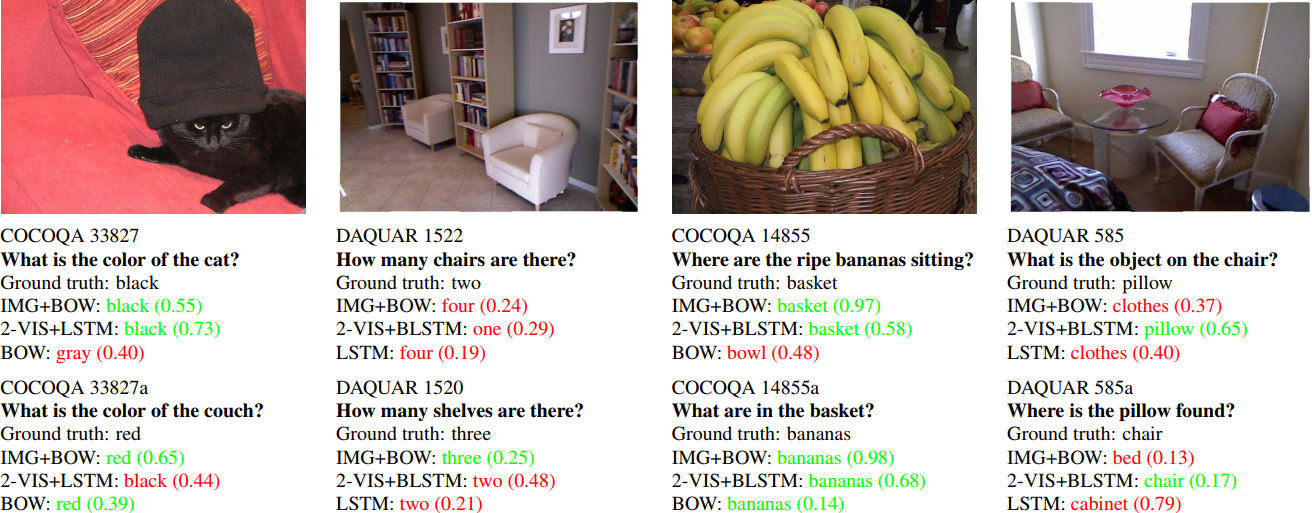 COCOQA 33827
What is the color of the cat?
Ground truth: black
IMG+BOW: black (0.55)
2-VIS+LSTM: black (0.73)
BOW: gray (0.40)
COCOQA 33827a
What is the color of the couch?
Ground truth: red
IMG+BOW: red (0.65)
2-VIS+LSTM: black (0.44)
BOW: red (0.39)
DAQUAR 1522
How many chairs are there?
Ground truth: two
IMG+BOW: four (0.24)
2-VIS+BLSTM: one (0.29)
LSTM: four (0.19)
DAQUAR 1520
How many shelves are there?
Ground truth: three
IMG+BOW: three (0.25)
2-VIS+BLSTM: two (0.48)
LSTM: two (0.21)
COCOQA 14855
Where are the ripe bananas sitting?
Ground truth: basket
IMG+BOW: basket (0.97)
2-VIS+BLSTM: basket (0.58)
BOW: bowl (0.48)
COCOQA 14855a
What are in the basket?
Ground truth: bananas
IMG+BOW: bananas (0.98)
2-VIS+BLSTM: bananas (0.68)
BOW: bananas (0.14)
DAQUAR 585
What is the object on the chair?
Ground truth: pillow
IMG+BOW: clothes (0.37)
2-VIS+BLSTM: pillow (0.65)
LSTM: clothes (0.40)
DAQUAR 585a
Where is the pillow found?
Ground truth: chair
IMG+BOW: bed (0.13)
2-VIS+BLSTM: chair (0.17)
LSTM: cabinet (0.79)